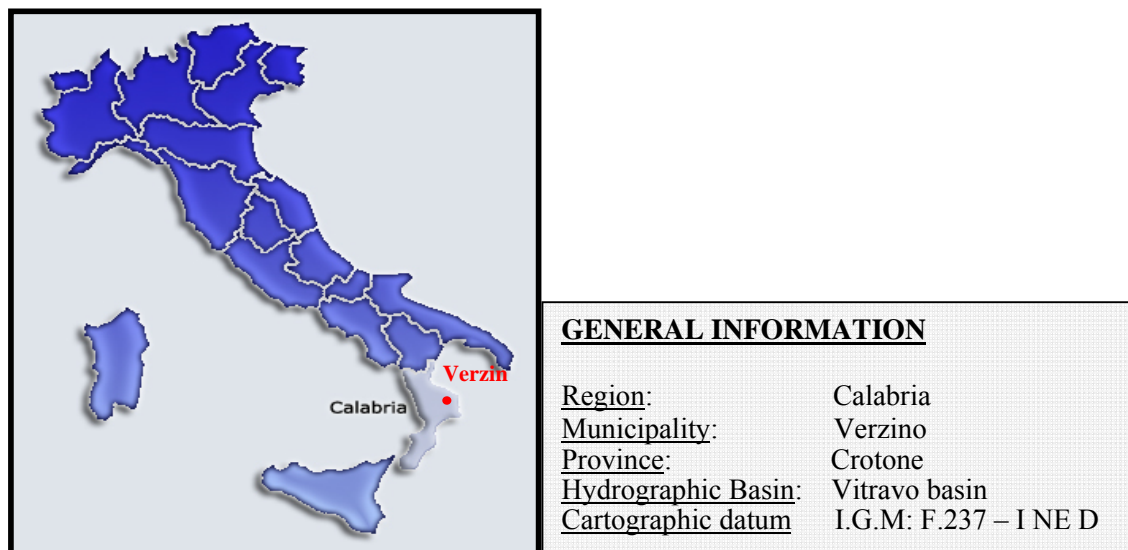 Verzin
Calabria
GENERAL INFORMATION
Region: Calabria
Municipality: Verzino
Province: Crotone
Hydrographic Basin: Vitravo basin
Cartographic datum I.G.M: F.237 – I NE D